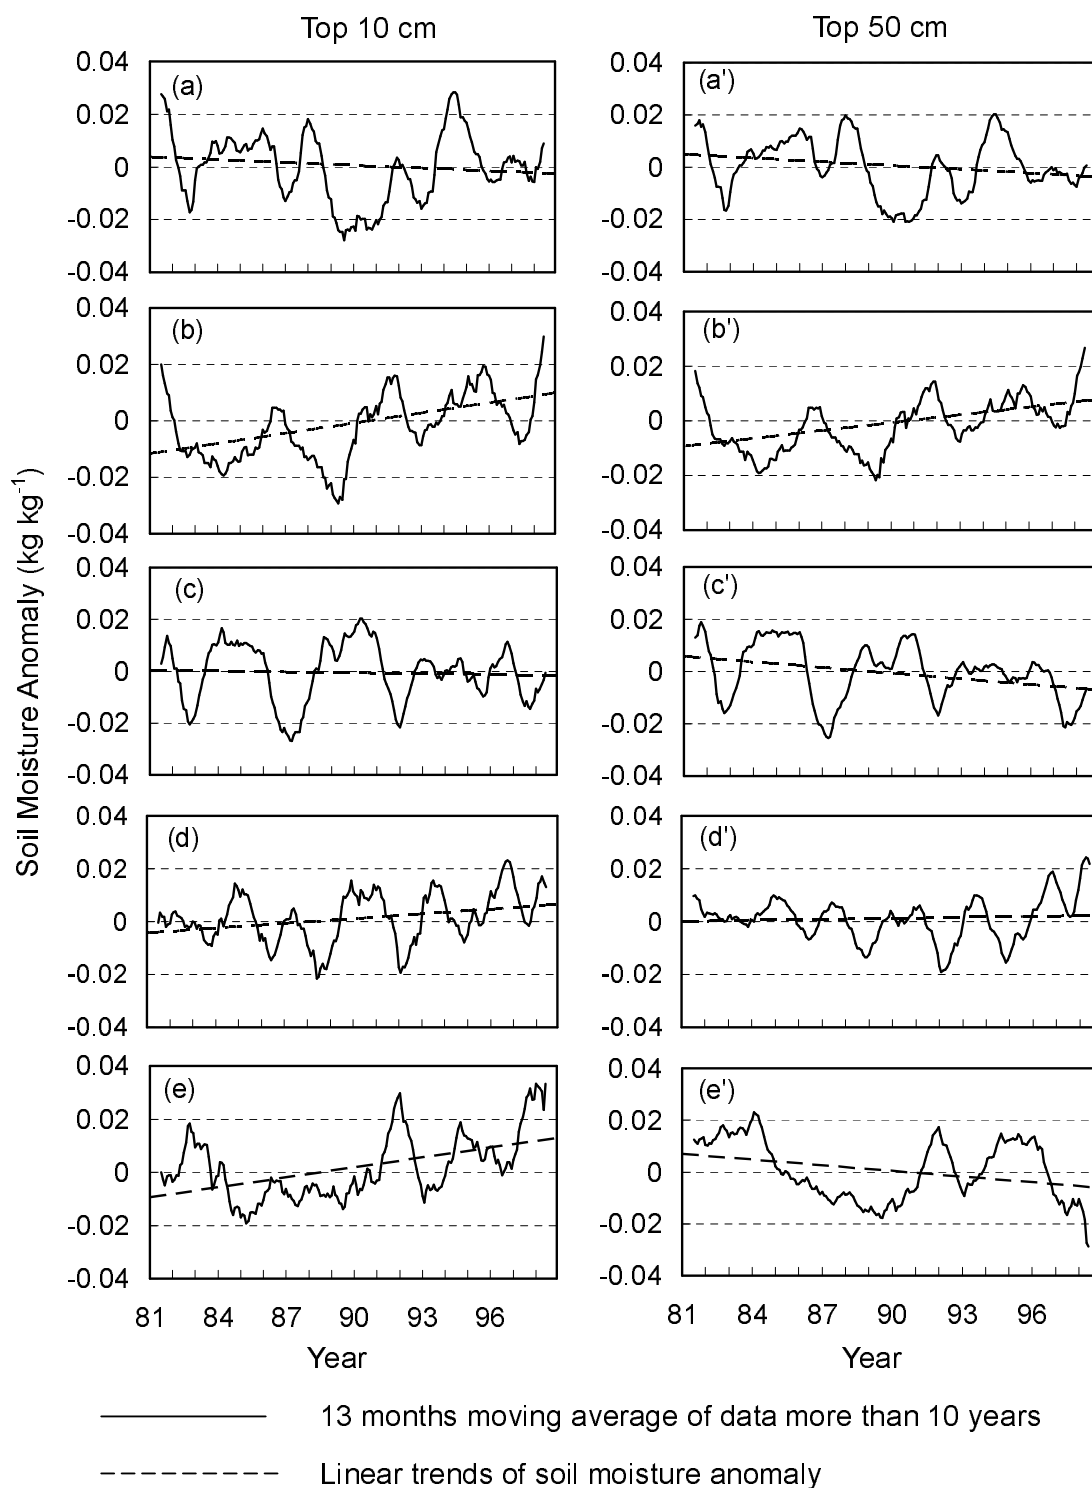 Top 10 cm
Top 50 cm
Soil Moisture Anomaly (kg kg⁻¹)
(a)
0.04
0.02
0
-0.02
-0.04
(a')
0.04
0.02
0
-0.02
-0.04
(b)
0.04
0.02
0
-0.02
-0.04
(b')
0.04
0.02
0
-0.02
-0.04
(c)
0.04
0.02
0
-0.02
-0.04
(c')
0.04
0.02
0
-0.02
-0.04
(d)
0.04
0.02
0
-0.02
-0.04
(d')
0.04
0.02
0
-0.02
-0.04
(e)
0.04
0.02
0
-0.02
-0.04
(e')
0.04
0.02
0
-0.02
-0.04
81 84 87 90 93 96
81 84 87 90 93 96
Year
Year
13 months moving average of data more than 10 years
Linear trends of soil moisture anomaly